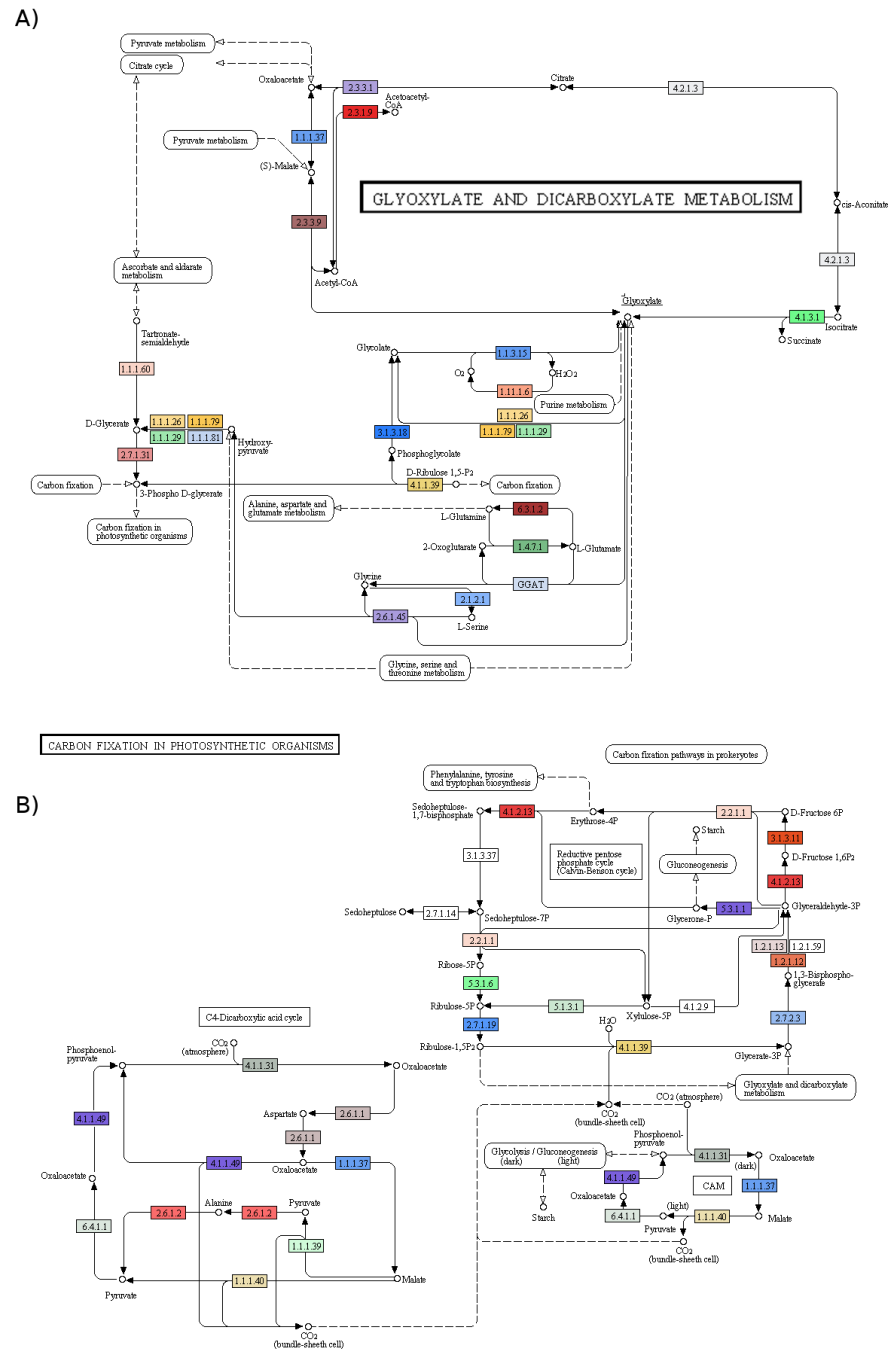 A)
Pyruvate metabolism
Citrate cycle
Oxaloacetate
2.3.3.1
Citrate
4.2.1.3
2.3.1.9
Acetoacetyl-
CoA
1.1.1.37
Pyruvate metabolism
(S)-Malate
GLYOXYLATE AND DICARBOXYLATE METABOLISM
cis-Aconitate
2.3.3.9
4.2.1.3
Ascorbate and aldarate
metabolism
Acetyl-CoA
Glyoxylate
4.1.3.1
Isocitrate
Succinate
Tartronate-
semialdehyde
Glycolate
1.1.3.15
O2
H2O2
1.11.1.6
1.1.1.60
Purine metabolism
1.1.1.26
1.1.1.79
1.1.1.29
D-Glycerate
1.1.1.26
1.1.1.79
1.1.1.29
1.1.1.81
Hydroxy-
pyruvate
3.1.3.18
Phosphoglycolate
2.7.1.31
D-Ribulose 1,5-P2
Carbon fixation
3-Phospho D-glycerate
4.1.1.39
Carbon fixation
Alanine, aspartate and
glutamate metabolism
6.3.1.2
L-Glutamine
Carbon fixation in
photosynthetic organisms
2-Oxoglutarate
1.4.7.1
L-Glutamate
Glycine
GGAT
2.1.2.1
2.6.1.45
L-Serine
Glycine, serine and
threonine metabolism
CARBON FIXATION IN PHOTOSYNTHETIC ORGANISMS
Carbon fixation pathways in prokeryotes
B)
Phenylalanine, tyrosine
and tryptophan biosynthesis
Sedoheptulose-
1,7-bisphosphate
4.1.2.13
Erythrose-4P
2.2.1.1
D-Fructose 6P
Starch
3.1.3.11
3.1.3.37
Reductive pentose
phosphate cycle
(Calvin-Benson cycle)
Gluconeogenesis
D-Fructose 1,6P2
4.1.2.13
Sedoheptulose
2.7.1.14
Sedoheptulose-7P
Glycerone-P
5.3.1.1
Glyceraldehyde-3P
2.2.1.1
1.2.1.13
1.2.1.59
1.2.1.12
Ribose-5P
5.3.1.6
1,3-Bisphospho-
glycerate
Ribulose-5P
5.1.3.1
Xylulose-5P
4.1.2.9
2.7.1.19
2.7.2.3
H2O
Ribulose-1,5P2
4.1.1.39
Glycerate-3P
Glyoxylate and dicarboxylate
metabolism
C4-Dicarboxylic acid cycle
Phosphoenol-
pyruvate
CO2
(atmosphere)
4.1.1.31
Oxaloacetate
4.1.1.49
Aspartate
2.6.1.1
2.6.1.1
4.1.1.49
Oxaloacetate
1.1.1.37
Oxaloacetate
Alanine
Pyruvate
2.6.1.2
2.6.1.2
6.4.1.1
1.1.1.39
Pyruvate
1.1.1.40
Malate
CO2
(bundle-sheeth cell)
CO2
(bundle-sheeth cell)
CO2 (atmosphere)
Phosphoenol-
pyruvate
Glycolysis / Gluconeogenesis
(dark) (light)
4.1.1.31
(dark)
Oxaloacetate
4.1.1.49
CAM
1.1.1.37
Oxaloacetate
Starch
6.4.1.1
(light)
Pyruvate
1.1.1.40
Malate
CO2
(bundle-sheeth cell)